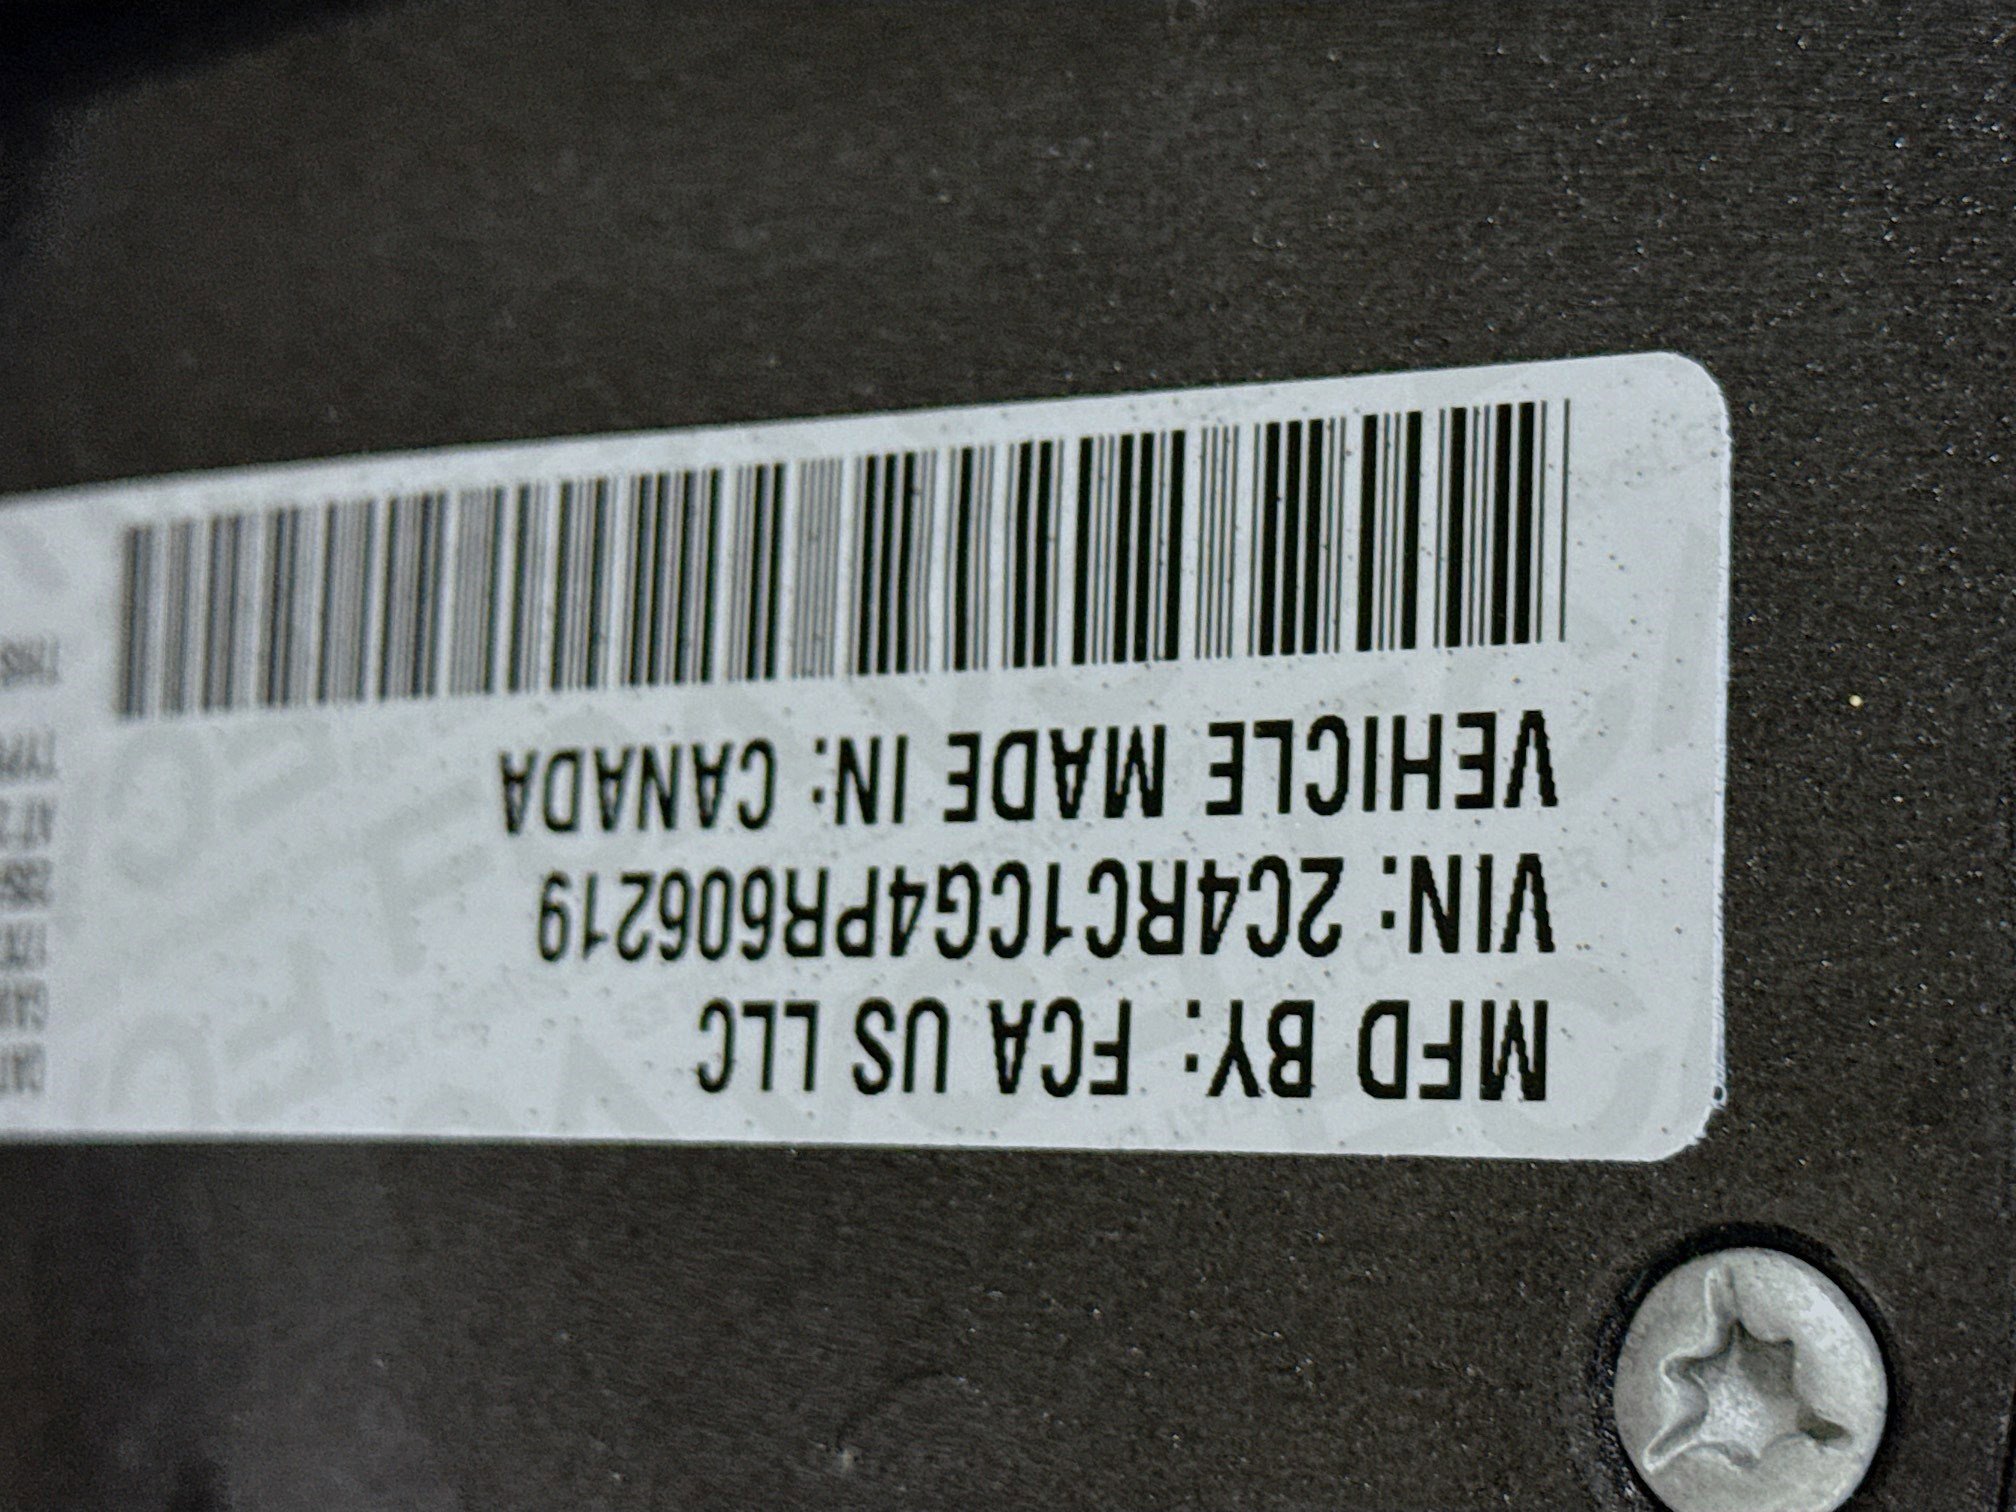 MFD BY: FCA US LLC
VIN: 2C4RC1CG4PR606219
VEHICLE MADE IN: CANADA